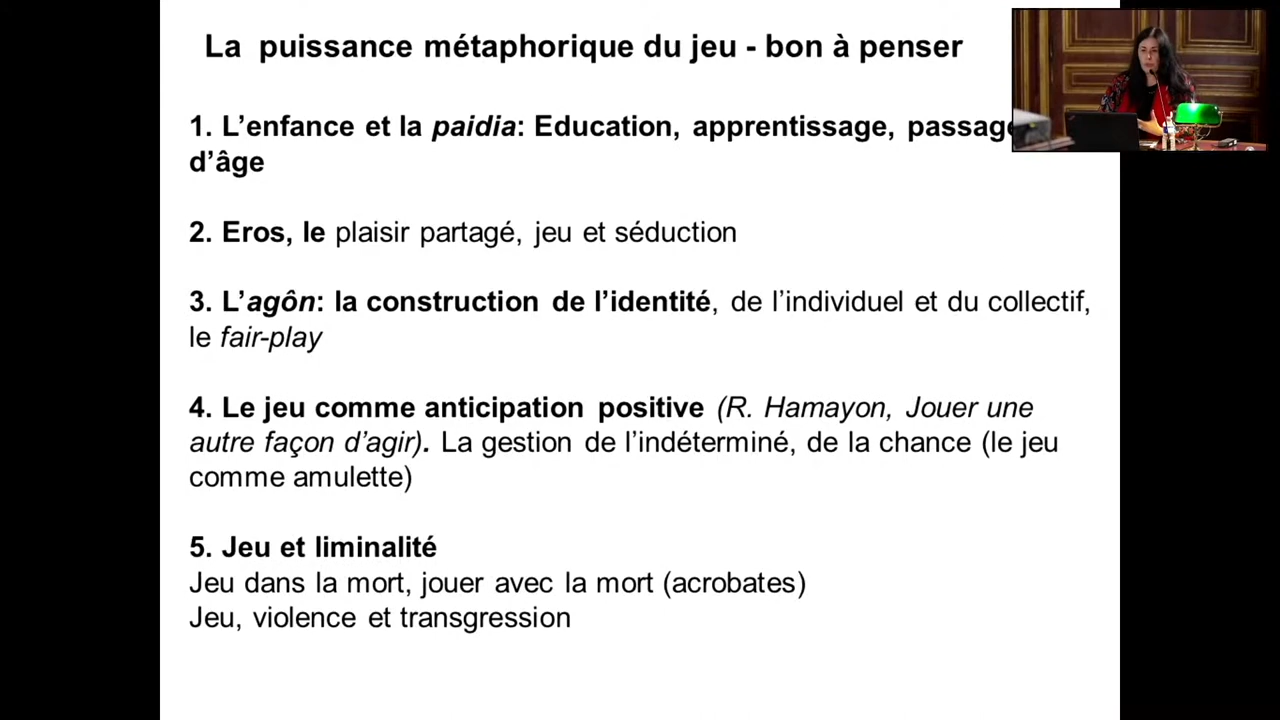 La puissance métaphorique du jeu - bon à penser
1. L’enfance et la paidia: Education, apprentissage, passage
d’âge
2. Eros, le plaisir partagé, jeu et séduction
3. L’agôn: la construction de l’identité, de l’individuel et du collectif,
le fair-play
4. Le jeu comme anticipation positive (R. Hamayon, Jouer une
autre façon d’agir). La gestion de l’indéterminé, de la chance (le jeu
comme amulette)
5. Jeu et liminalité
Jeu dans la mort, jouer avec la mort (acrobates)
Jeu, violence et transgression